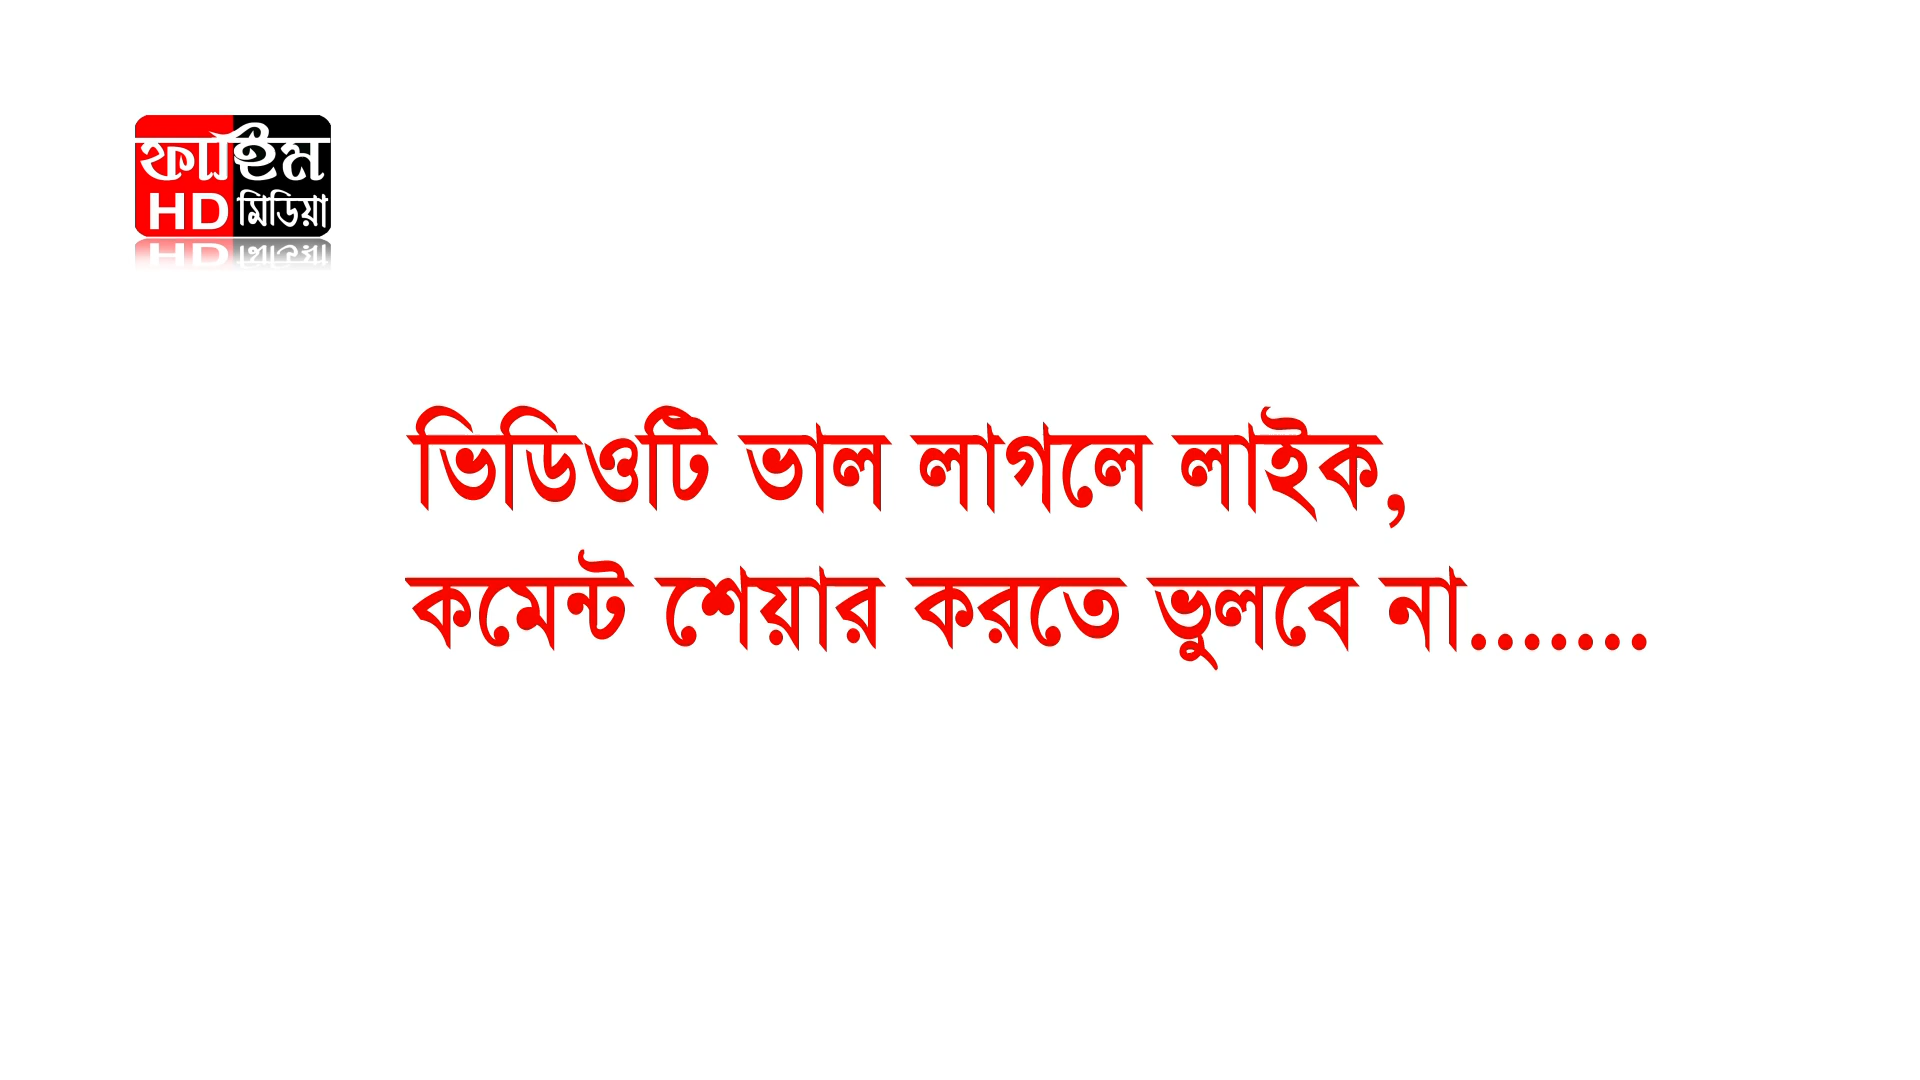 ফাহিম
HD মিডিয়া
ভিডিওটি ভাল লাগলে লাইক,
কমেন্ট শেয়ার করতে ভুলবে না.......